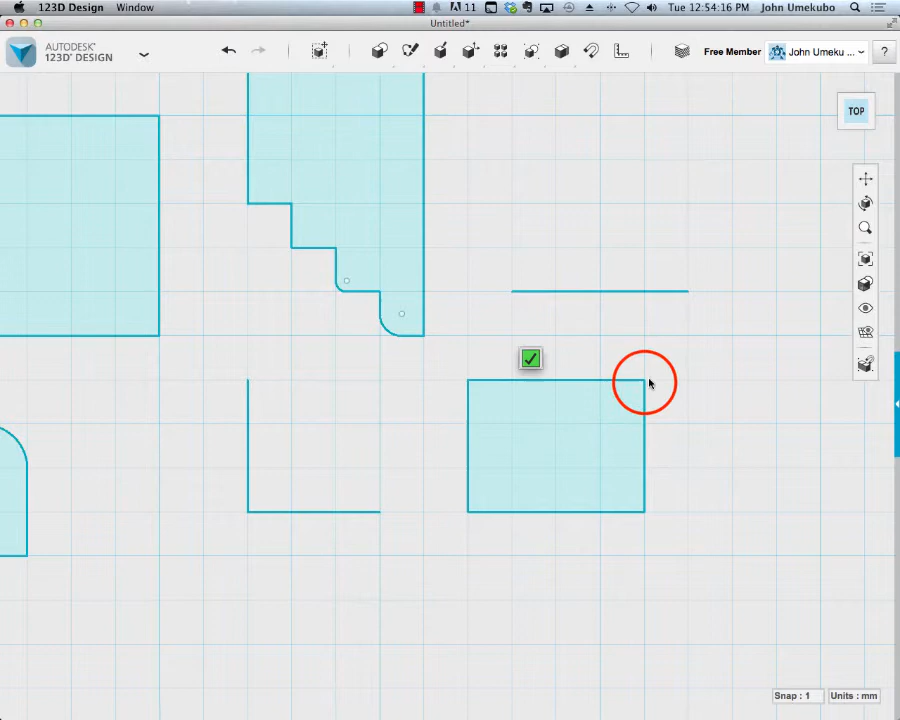 123D Design Window
11
Tue 12:54:16 PM John Umekubo
Untitled*
AUTODESK®
123D® DESIGN
Free Member
John Umeku ...
?
TOP
Snap : 1
Units : mm